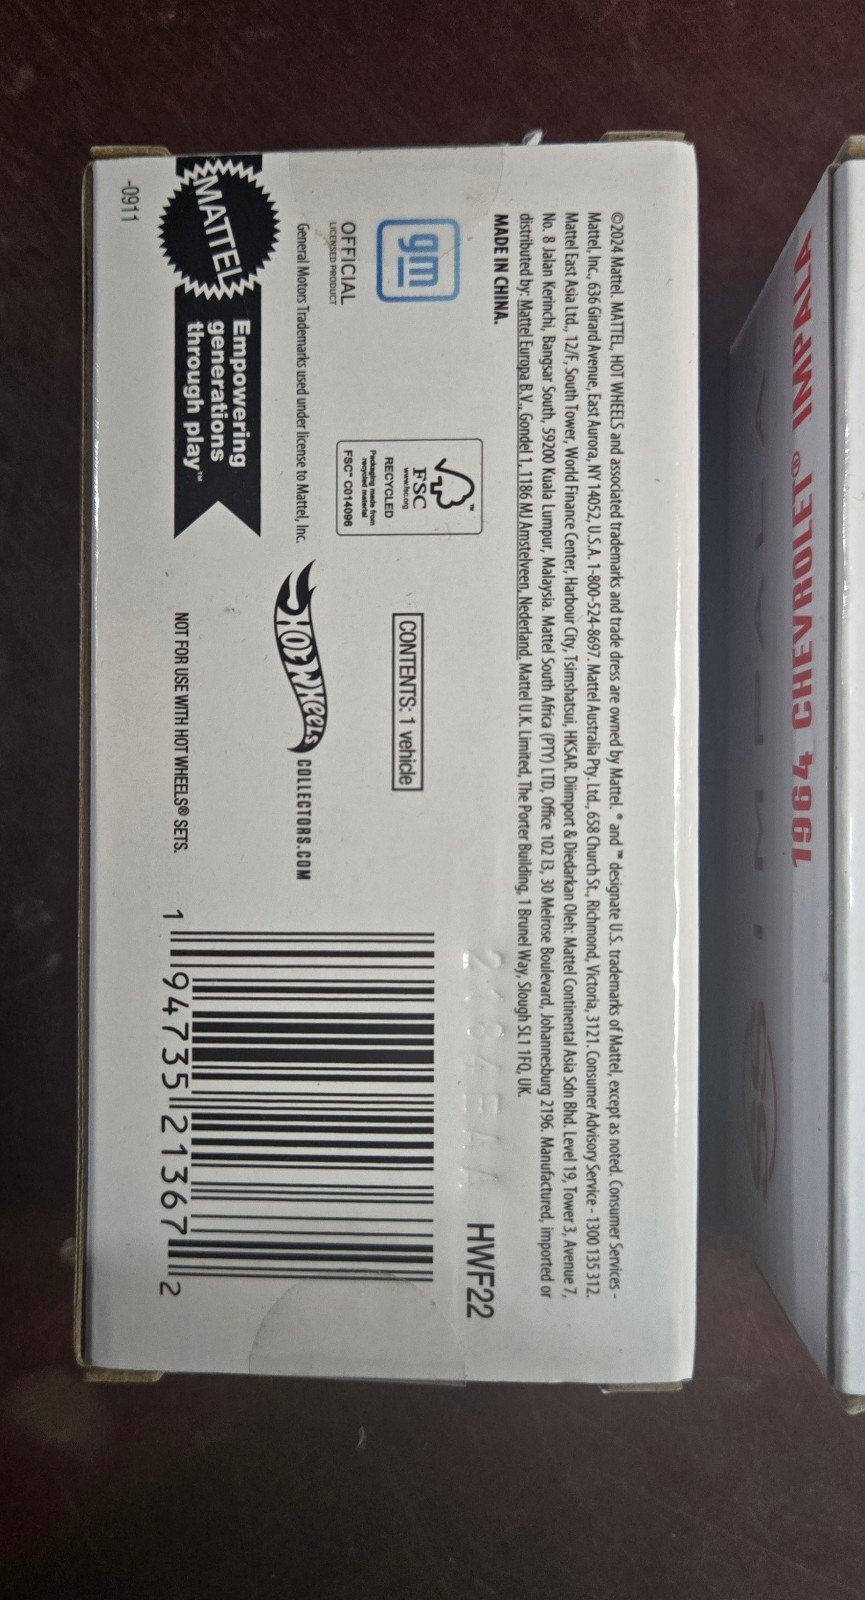 ©2024 Mattel. MATTEL, HOT WHEELS and associated trademarks and trade dress are owned by Mattel. ® and ™ designate U.S. trademarks of Mattel, except as noted. Consumer Services -
Mattel, Inc., 636 Girard Avenue, East Aurora, NY 14052, U.S.A. 1-800-524-8697. Mattel Australia Pty. Ltd., 658 Church St., Richmond, Victoria, 3121. Consumer Advisory Service - 1300 135 312.
Mattel East Asia Ltd., 12/F, South Tower, World Finance Center, Harbour City, Tsimshatsui, HKSAR. Diimport & Diedarkan Oleh: Mattel Continental Asia Sdn Bhd. Level 19, Tower 3, Avenue 7,
No. 8 Jalan Kerinchi, Bangsar South, 59200 Kuala Lumpur, Malaysia. Mattel South Africa (PTY) LTD, Office 102 I3, 30 Melrose Boulevard, Johannesburg 2196. Manufactured, imported or
distributed by: Mattel Europa B.V., Gondel 1, 1186 MJ Amstelveen, Nederland. Mattel U.K. Limited, The Porter Building, 1 Brunel Way, Slough SL1 1FQ, UK.
MADE IN CHINA.
HWF22
gm
OFFICIAL
LICENSED PRODUCT
General Motors Trademarks used under license to Mattel, Inc.
™
FSC
www.fsc.org
RECYCLED
Packaging made from
recycled material
FSC™ C014096
CONTENTS: 1 vehicle
HOT WHEELS COLLECTORS.COM
MATTEL
Empowering
generations
through play™
NOT FOR USE WITH HOT WHEELS® SETS.
1 94735 21367 2
-0911
1964 CHEVROLET® IMPALA
SS